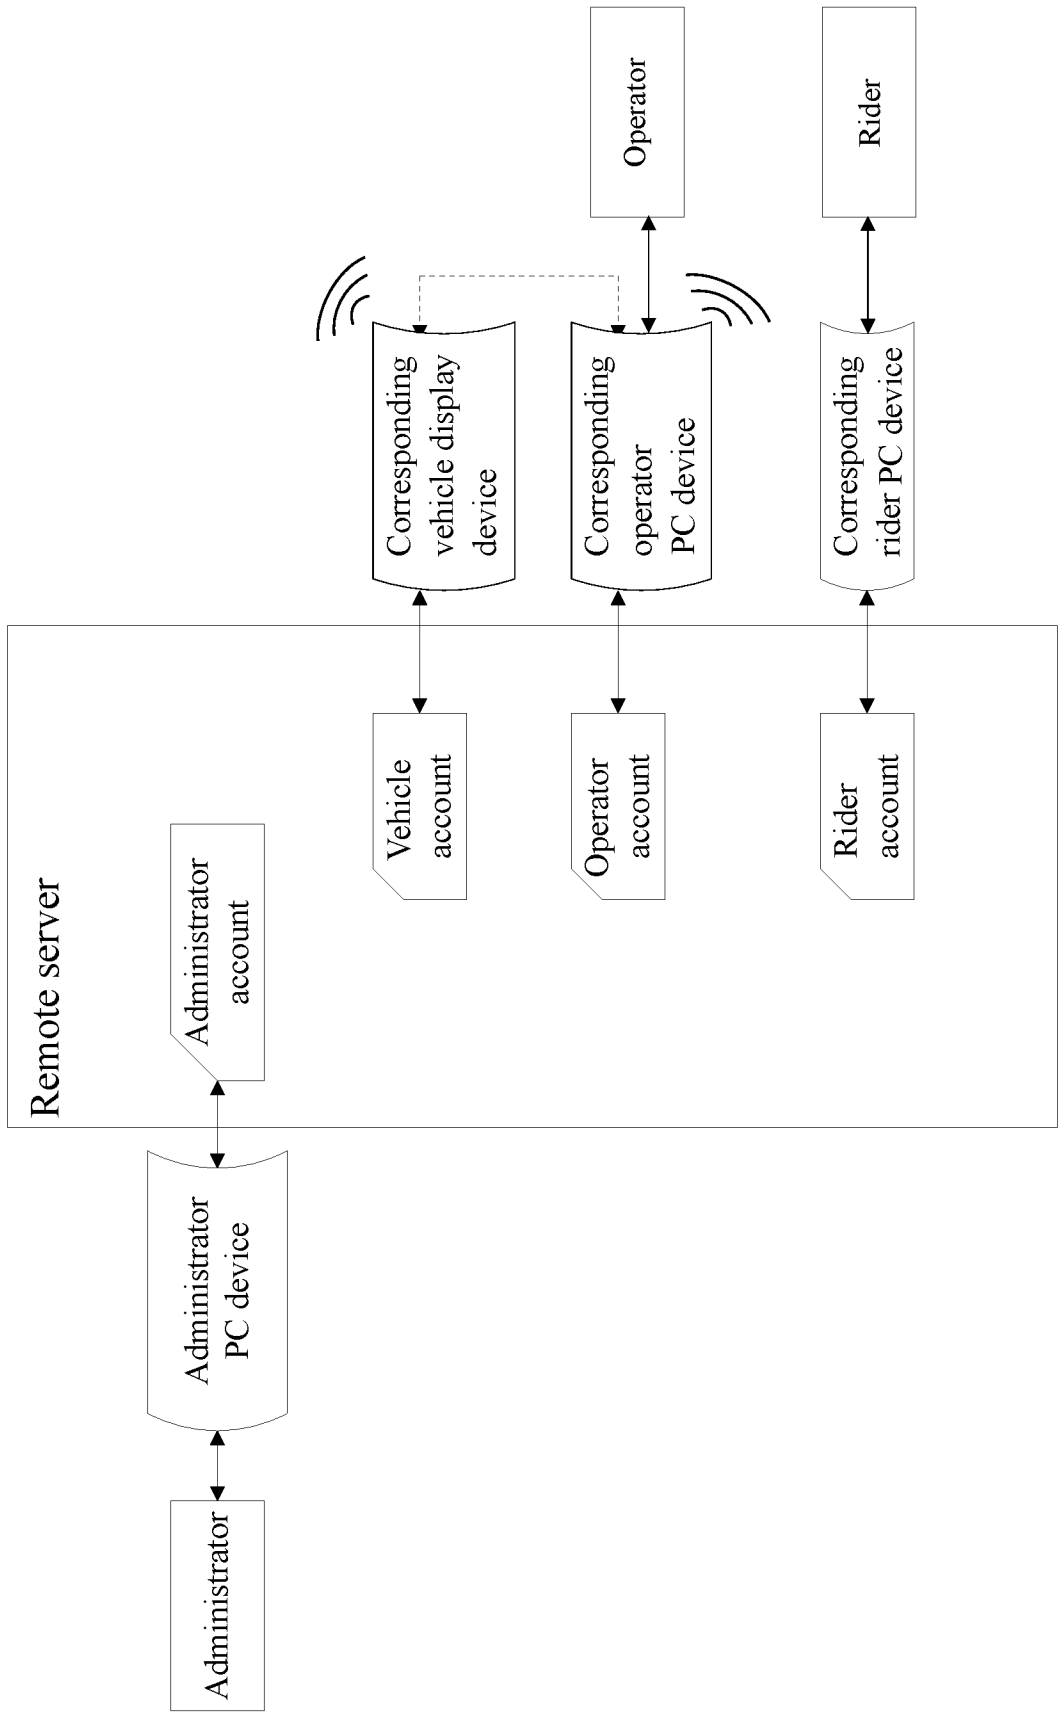 Remote server
Administrator
Administrator
PC device
Administrator
account
Vehicle
account
Corresponding
vehicle display
device
Operator
account
Corresponding
operator
PC device
Operator
Rider
account
Corresponding
rider PC device
Rider